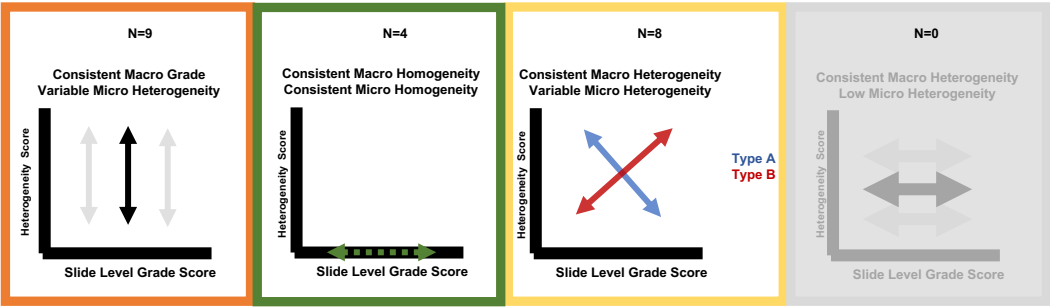 N=9
Consistent Macro Grade
Variable Micro Heterogeneity
Heterogeneity Score
Slide Level Grade Score
N=4
Consistent Macro Homogeneity
Consistent Micro Homogeneity
Heterogeneity Score
Slide Level Grade Score
N=8
Consistent Macro Heterogeneity
Variable Micro Heterogeneity
Heterogeneity Score
Type A
Type B
Slide Level Grade Score
N=0
Consistent Macro Heterogeneity
Low Micro Heterogeneity
Heterogeneity Score
Slide Level Grade Score